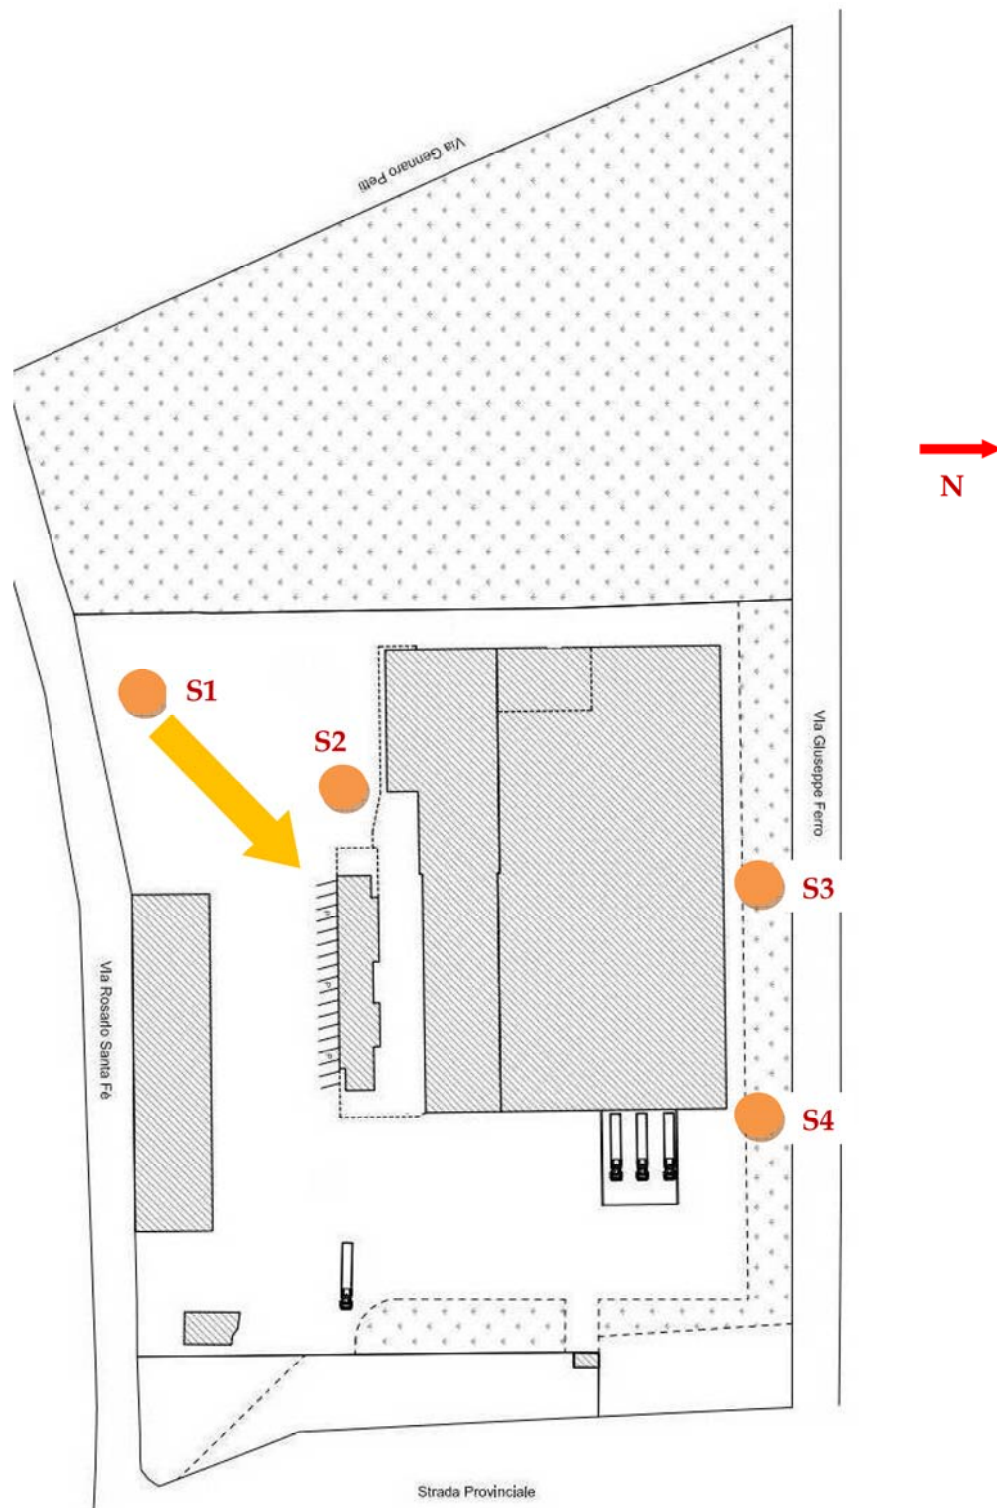 Via Gennaro Petti
N
S1
S2
VIa GIuseppe Ferro
S3
P
P
P
VIa RosarIo Santa Fè
S4
Strada Provinciale